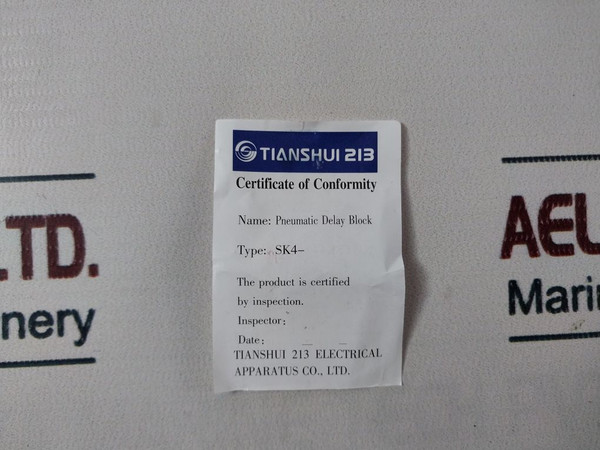 TIANSHUI 213
Certificate of Conformity
Name: Pneumatic Delay Block
Type: SK4-
The product is certified
by inspection.
Inspector:
Date:
TIANSHUI 213 ELECTRICAL
APPARATUS CO., LTD.
LTD.
nery
AEL
Marin